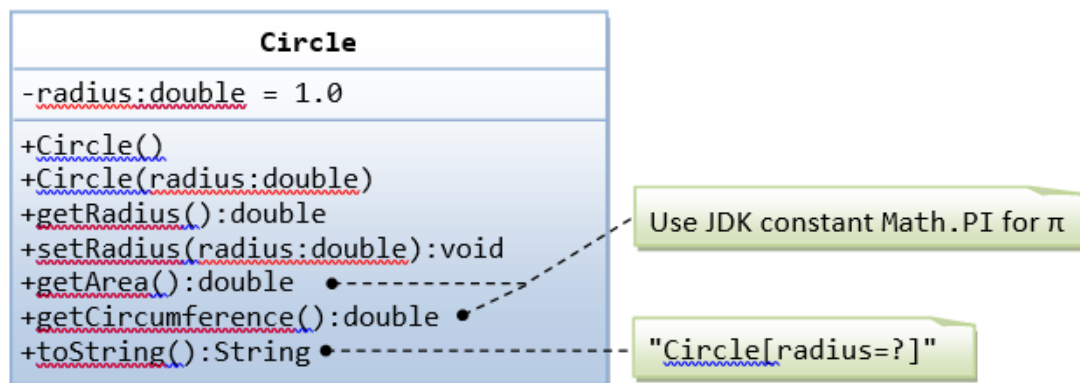 Circle
-radius:double = 1.0
+Circle()
+Circle(radius:double)
+getRadius():double
+setRadius(radius:double):void
+getArea():double
+getCircumference():double
+toString():String
Use JDK constant Math.PI for π
"Circle[radius=?]"